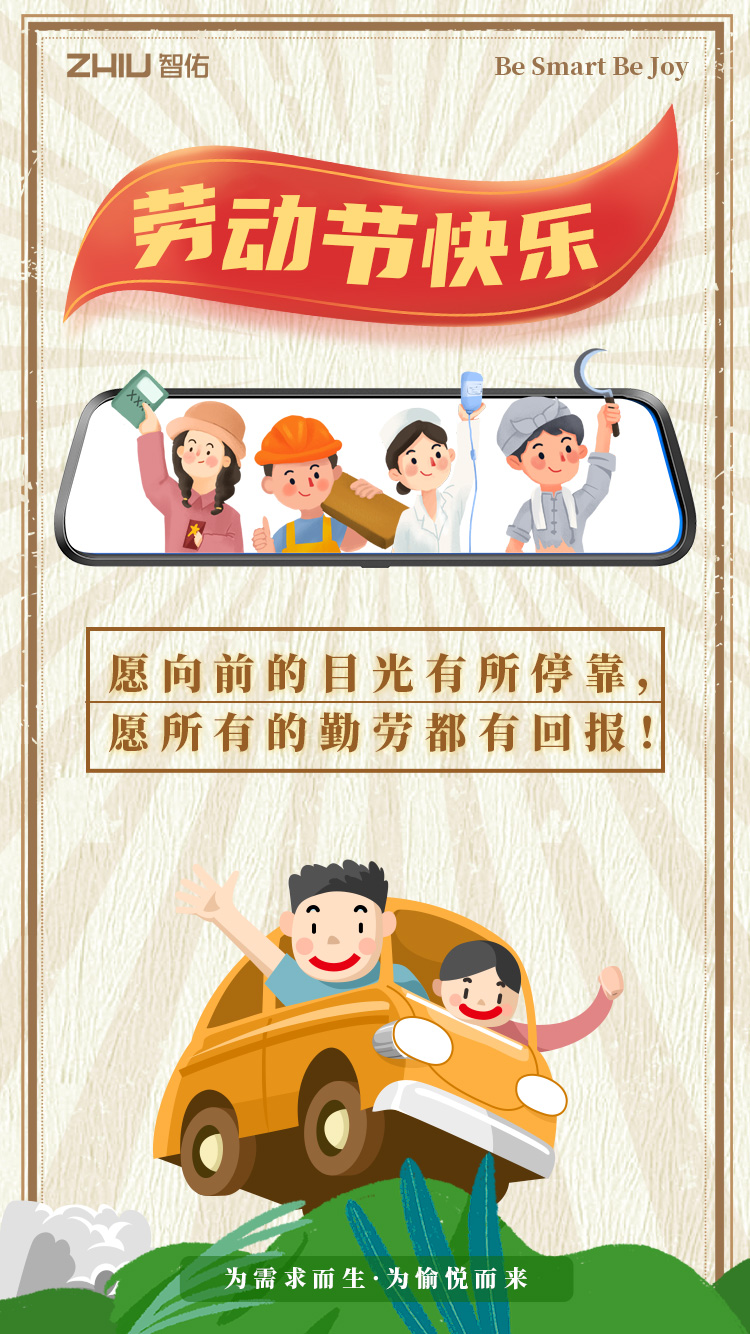 ZHIU 智佑
Be Smart Be Joy
劳动节快乐
XX
愿向前的目光有所停靠，
愿所有的勤劳都有回报！
为需求而生·为愉悦而来